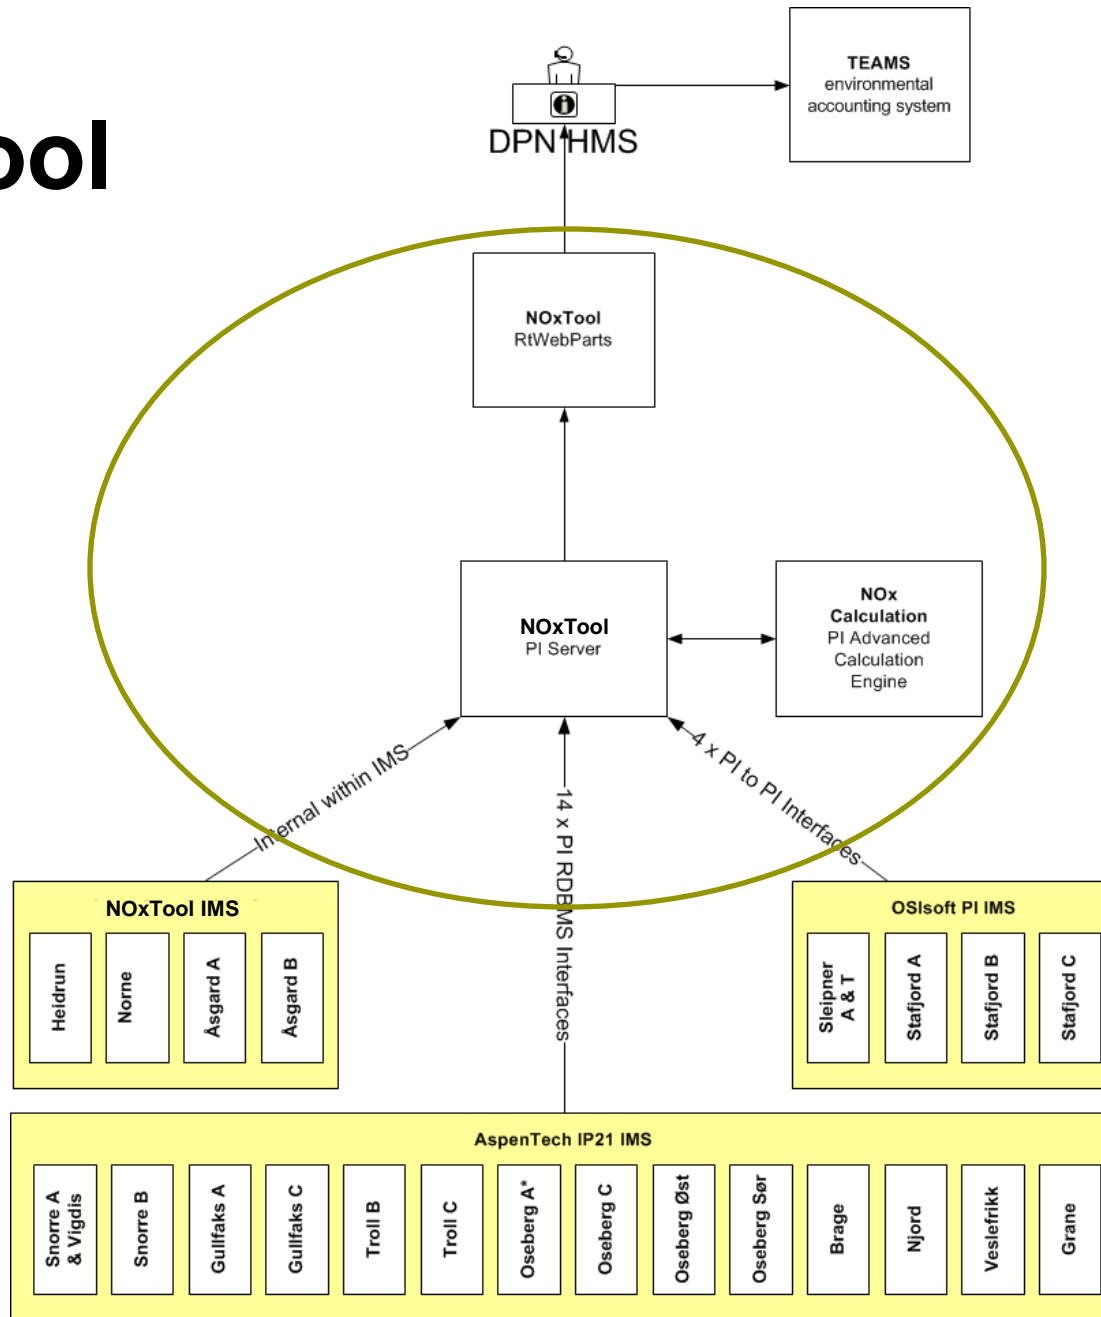 ool
TEAMS
environmental
accounting system
DPN HMS
NOxTool
RtWebParts
NOxTool
PI Server
NOx
Calculation
PI Advanced
Calculation
Engine
Internal within IMS
14 x PI RDBMS Interfaces
4 x PI to PI Interfaces
NOxTool IMS
Heidrun
Norne
Åsgard A
Åsgard B
OSIsoft PI IMS
Sleipner
A & T
Stafjord A
Stafjord B
Stafjord C
AspenTech IP21 IMS
Snorre A
& Vigdis
Snorre B
Gullfaks A
Gullfaks C
Troll B
Troll C
Oseberg A*
Oseberg C
Oseberg Øst
Oseberg Sør
Brage
Njord
Veslefrikk
Grane